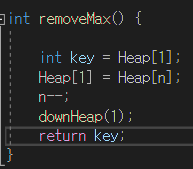 int removeMax() {
int key = Heap[1];
Heap[1] = Heap[n];
n--;
downHeap(1);
return key;
}